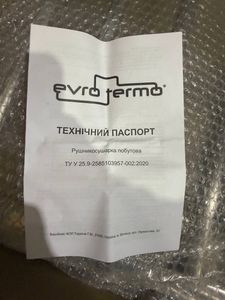 evro termo®
ТЕХНІЧНИЙ ПАСПОРТ
Рушникосушарка побутова
ТУ У 25.9-2585103957-002:2020